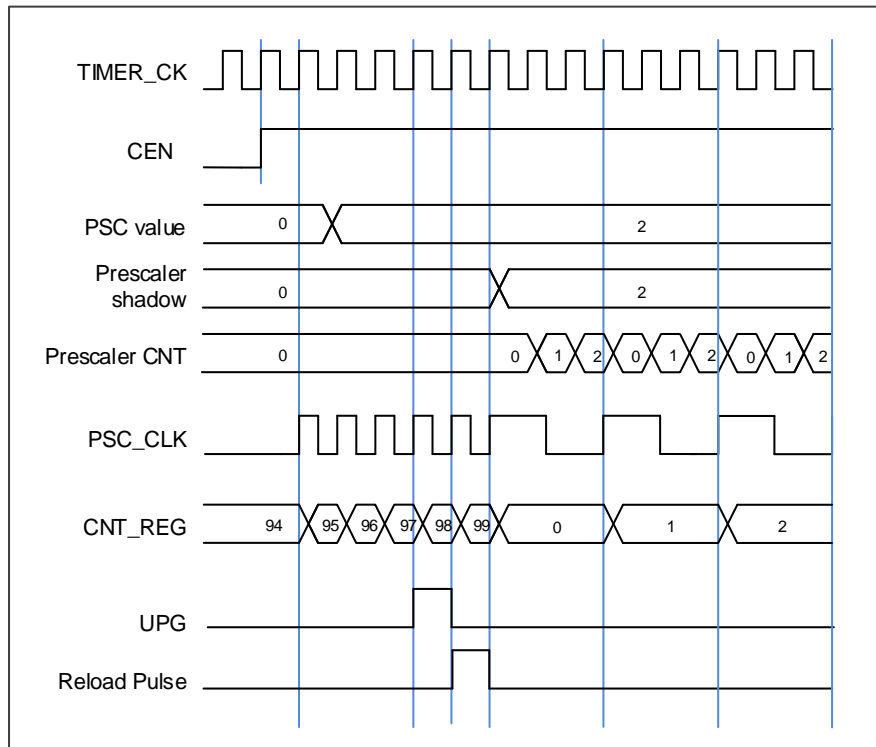 TIMER_CK
CEN
PSC value 0 2
Prescaler
shadow 0 2
Prescaler CNT 0 0 1 2 0 1 2 0 1 2
PSC_CLK
CNT_REG 94 95 96 97 98 99 0 1 2
UPG
Reload Pulse